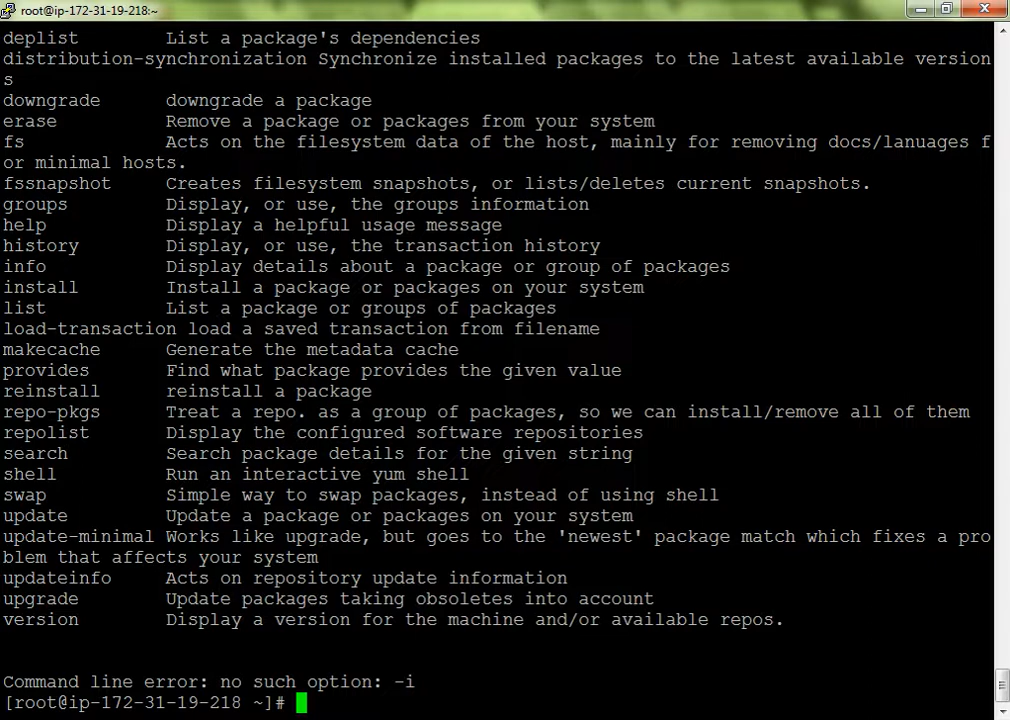 root@ip-172-31-19-218:~
deplist        List a package's dependencies
distribution-synchronization Synchronize installed packages to the latest available version
s
downgrade      downgrade a package
erase          Remove a package or packages from your system
fs             Acts on the filesystem data of the host, mainly for removing docs/lanuages f
or minimal hosts.
fssnapshot     Creates filesystem snapshots, or lists/deletes current snapshots.
groups         Display, or use, the groups information
help           Display a helpful usage message
history        Display, or use, the transaction history
info           Display details about a package or group of packages
install        Install a package or packages on your system
list           List a package or groups of packages
load-transaction load a saved transaction from filename
makecache      Generate the metadata cache
provides       Find what package provides the given value
reinstall      reinstall a package
repo-pkgs      Treat a repo. as a group of packages, so we can install/remove all of them
repolist       Display the configured software repositories
search         Search package details for the given string
shell          Run an interactive yum shell
swap           Simple way to swap packages, instead of using shell
update         Update a package or packages on your system
update-minimal Works like upgrade, but goes to the 'newest' package match which fixes a pro
blem that affects your system
updateinfo     Acts on repository update information
upgrade        Update packages taking obsoletes into account
version        Display a version for the machine and/or available repos.
Command line error: no such option: -i
[root@ip-172-31-19-218 ~]#